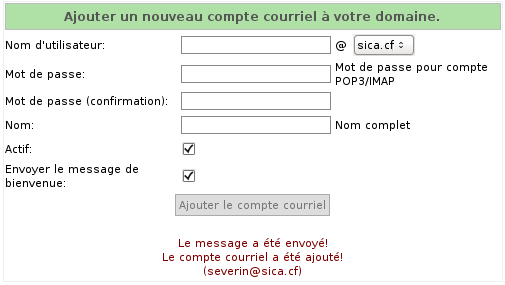 Ajouter un nouveau compte courriel à votre domaine.
Nom d'utilisateur: @ sica.cf
Mot de passe: Mot de passe pour compte
POP3/IMAP
Mot de passe (confirmation):
Nom: Nom complet
Actif:
Envoyer le message de
bienvenue:
Ajouter le compte courriel
Le message a été envoyé!
Le compte courriel a été ajouté!
(severin@sica.cf)